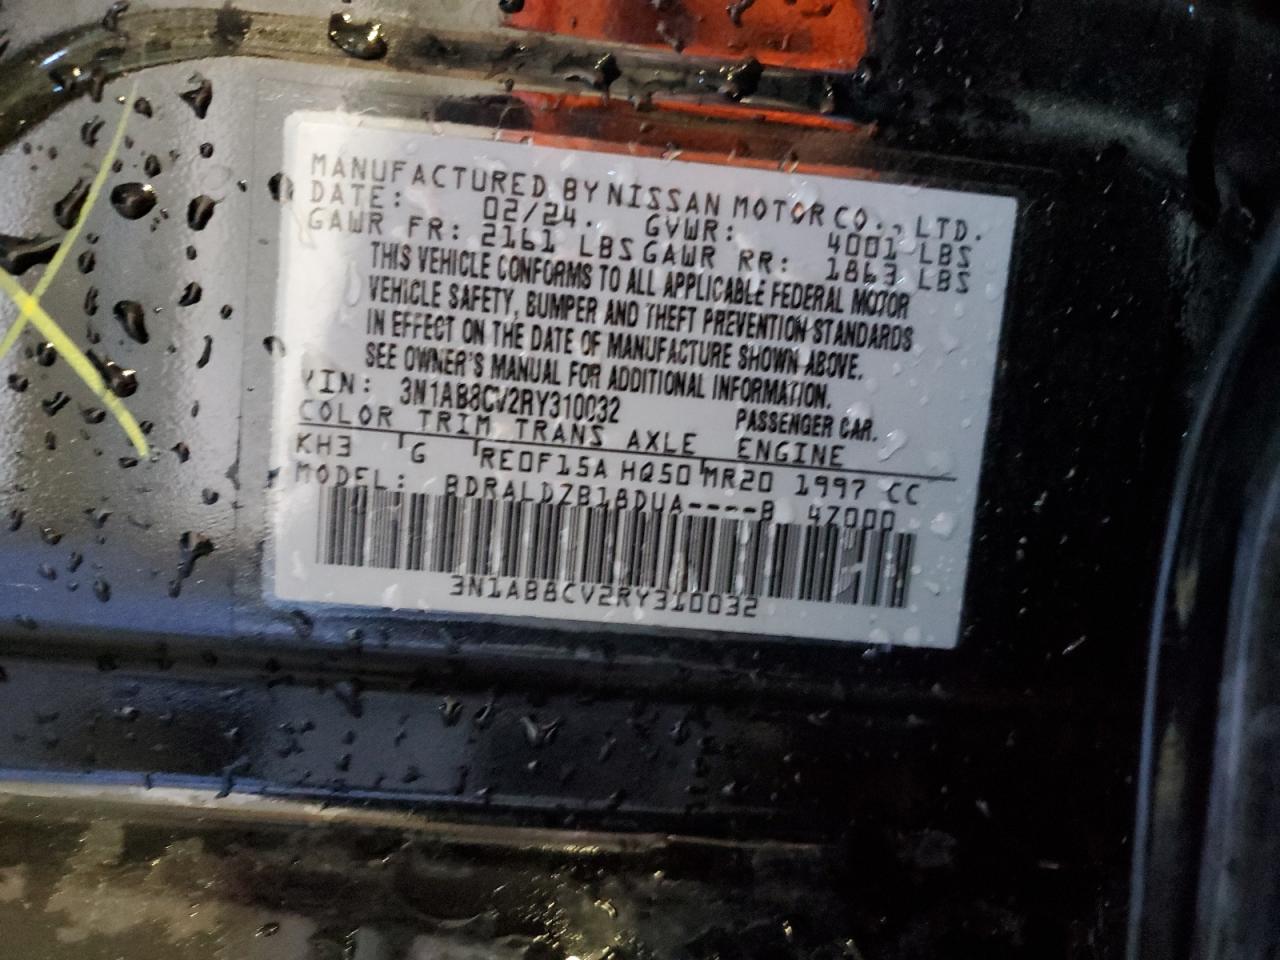 MANUFACTURED BY NISSAN MOTOR CO., LTD.
DATE: 02/24. GVWR: 4001 LBS
GAWR FR: 2161 LBS GAWR RR: 1863 LBS
THIS VEHICLE CONFORMS TO ALL APPLICABLE FEDERAL MOTOR
VEHICLE SAFETY, BUMPER AND THEFT PREVENTION STANDARDS
IN EFFECT ON THE DATE OF MANUFACTURE SHOWN ABOVE.
SEE OWNER'S MANUAL FOR ADDITIONAL INFORMATION.
VIN: 3N1AB8CV2RY310032 PASSENGER CAR.
COLOR TRIM TRANS AXLE ENGINE
KH3 G RE0F15A HQ50 MR20 1997 CC
MODEL: BDRALDZB18DUA----B 47000
3N1AB8CV2RY310032